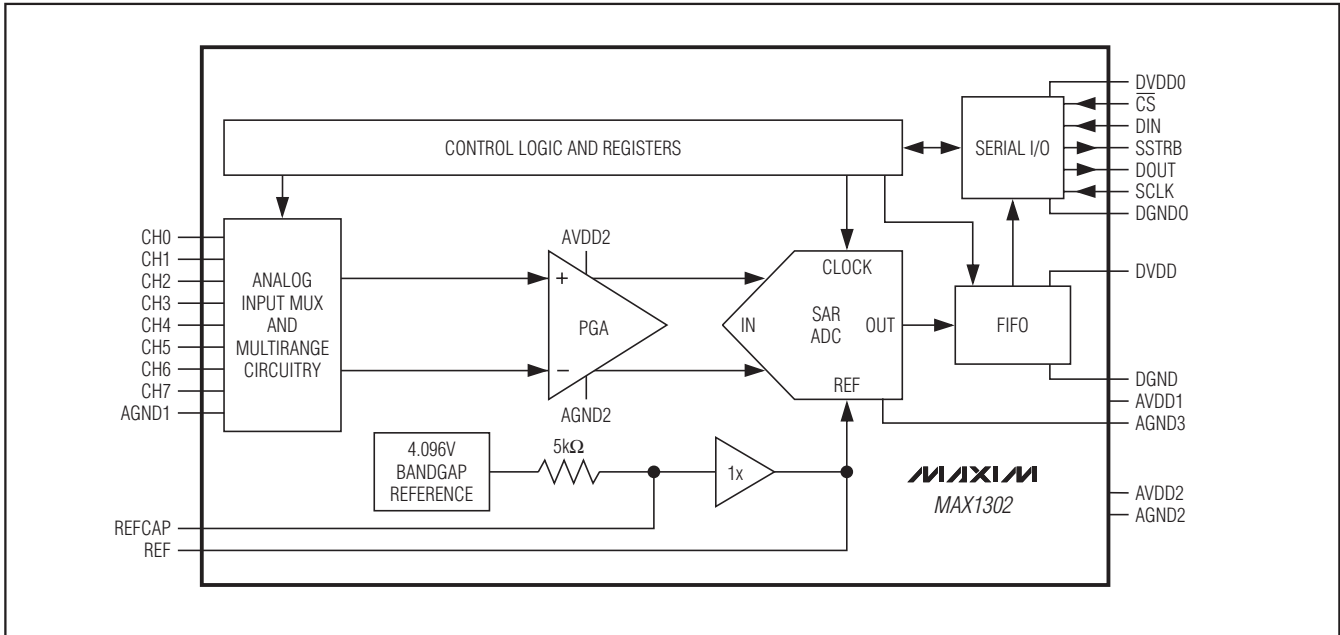 DVDD0
CS
DIN
SSTRB
DOUT
SCLK
DGND0
CONTROL LOGIC AND REGISTERS
SERIAL I/O
CH0
CH1
CH2
CH3
CH4
CH5
CH6
CH7
AGND1
ANALOG
INPUT MUX
AND
MULTIRANGE
CIRCUITRY
AVDD2
+
PGA
−
AGND2
CLOCK
IN
SAR
ADC
OUT
REF
FIFO
DVDD
DGND
AVDD1
AGND3
4.096V
BANDGAP
REFERENCE
5kΩ
1x
MAXIM
MAX1302
AVDD2
AGND2
REFCAP
REF